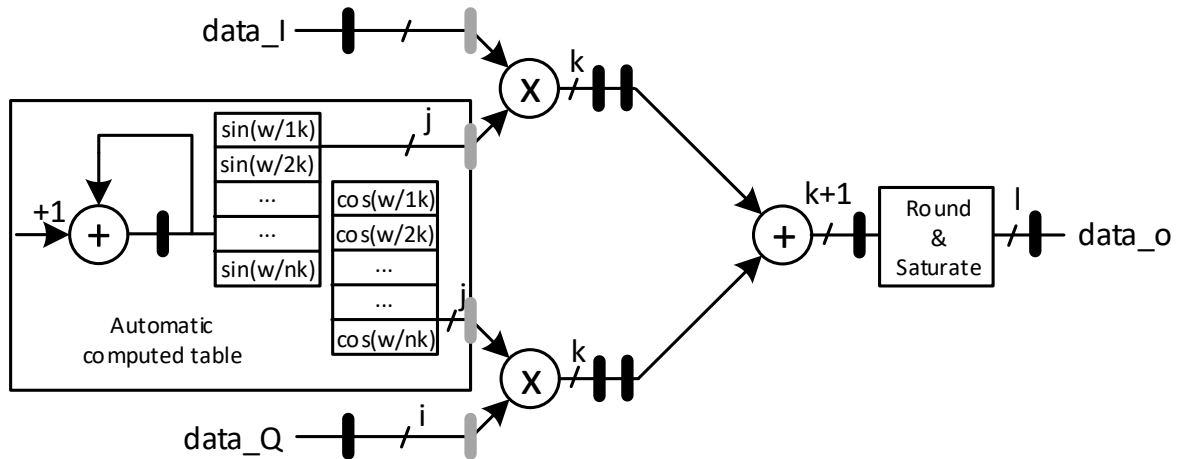 data_I
k
j
sin(w/1k)
sin(w/2k)
...
...
sin(w/nk)
cos(w/1k)
cos(w/2k)
...
...
cos(w/nk)
+1
+
X
j
Automatic
computed table
k
X
i
data_Q
+
k+1
Round
&
Saturate
l
data_o